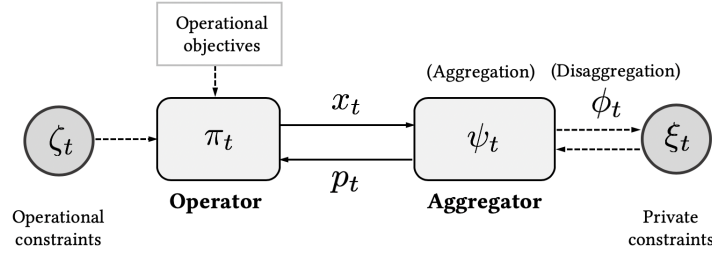 Operational
objectives
(Aggregation) (Disaggregation)
ζ_t
π_t
x_t
p_t
ψ_t
ϕ_t
ξ_t
Operator
Aggregator
Operational
constraints
Private
constraints